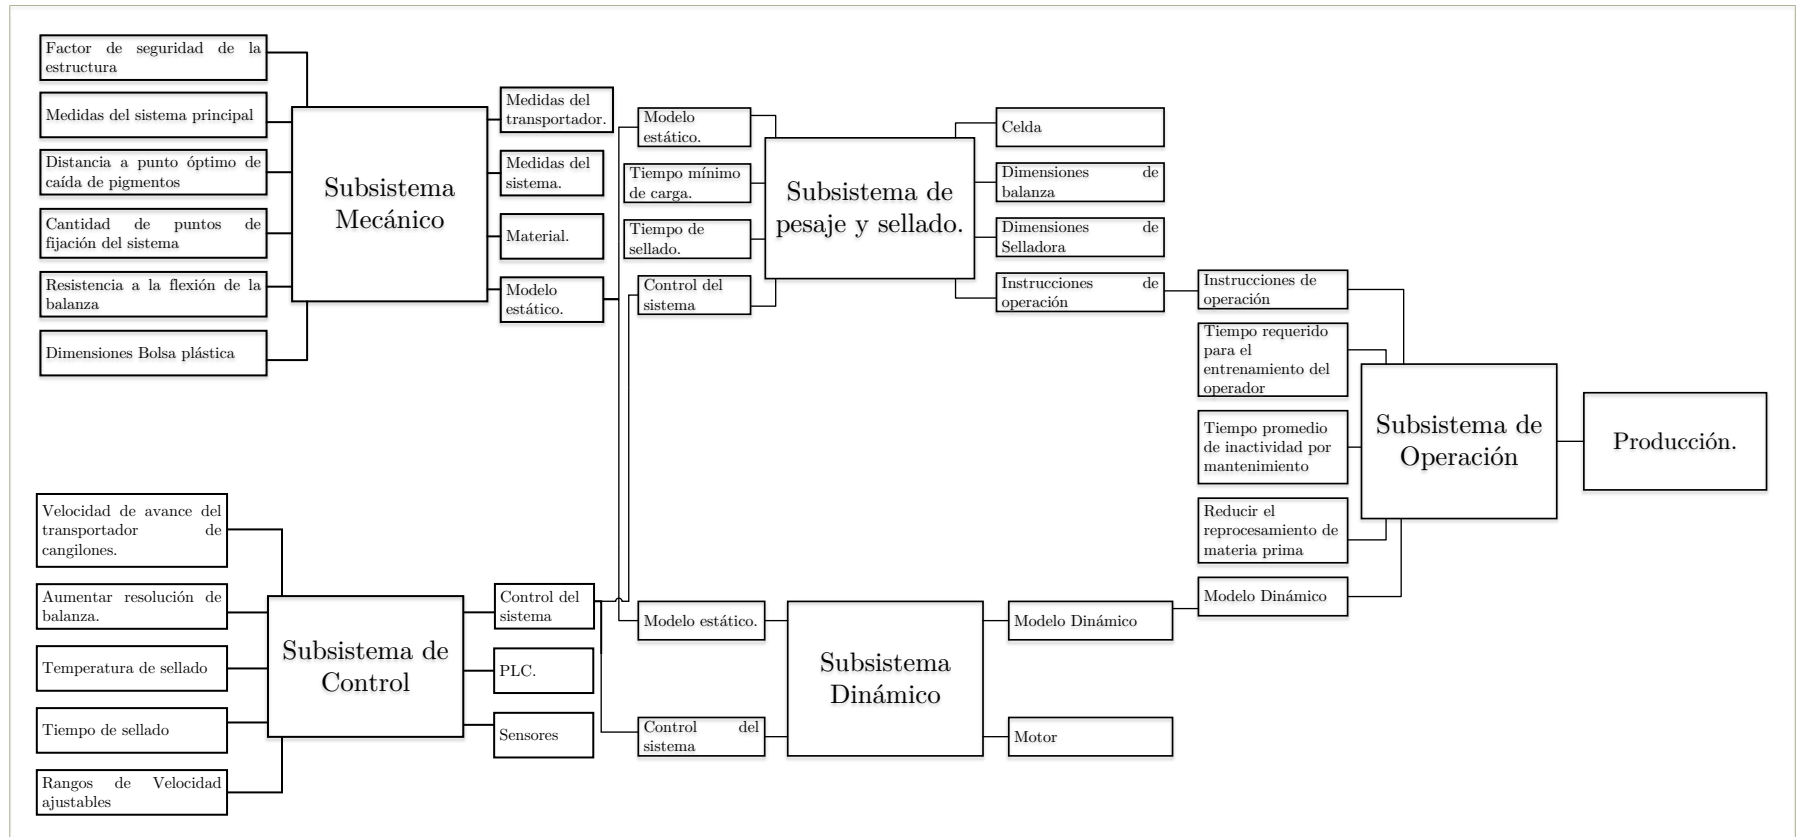 Factor de seguridad de la
estructura
Medidas del sistema principal
Distancia a punto óptimo de
caída de pigmentos
Cantidad de puntos de
fijación del sistema
Resistencia a la flexión de la
balanza
Dimensiones Bolsa plástica
Subsistema
Mecánico
Medidas del
transportador.
Medidas del
sistema.
Material.
Modelo
estático.
Modelo
estático.
Tiempo mínimo
de carga.
Tiempo de
sellado.
Control del
sistema
Subsistema de
pesaje y sellado.
Celda
Dimensiones de
balanza
Dimensiones de
Selladora
Instrucciones de
operación
Instrucciones de
operación
Tiempo requerido
para el
entrenamiento del
operador
Tiempo promedio
de inactividad por
mantenimiento
Reducir el
reprocesamiento de
materia prima
Modelo Dinámico
Subsistema de
Operación
Producción.
Velocidad de avance del
transportador de
cangilones.
Aumentar resolución de
balanza.
Temperatura de sellado
Tiempo de sellado
Rangos de Velocidad
ajustables
Subsistema de
Control
Control del
sistema
PLC.
Sensores
Modelo estático.
Control del
sistema
Subsistema
Dinámico
Modelo Dinámico
Motor